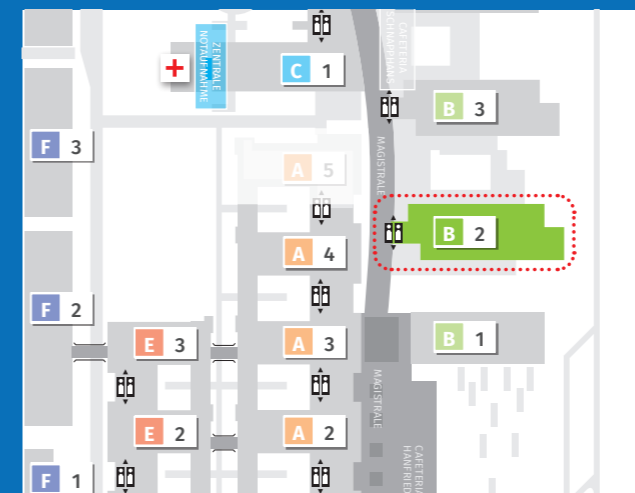 CAFETERIA
SCHNAPPHANS
ZENTRALE
NOTAUFNAHME
C 1
B 3
F 3
MAGISTRALE
A 5
B 2
A 4
F 2
E 3
A 3
B 1
MAGISTRALE
E 2
A 2
CAFETERIA
HANFRIED
F 1